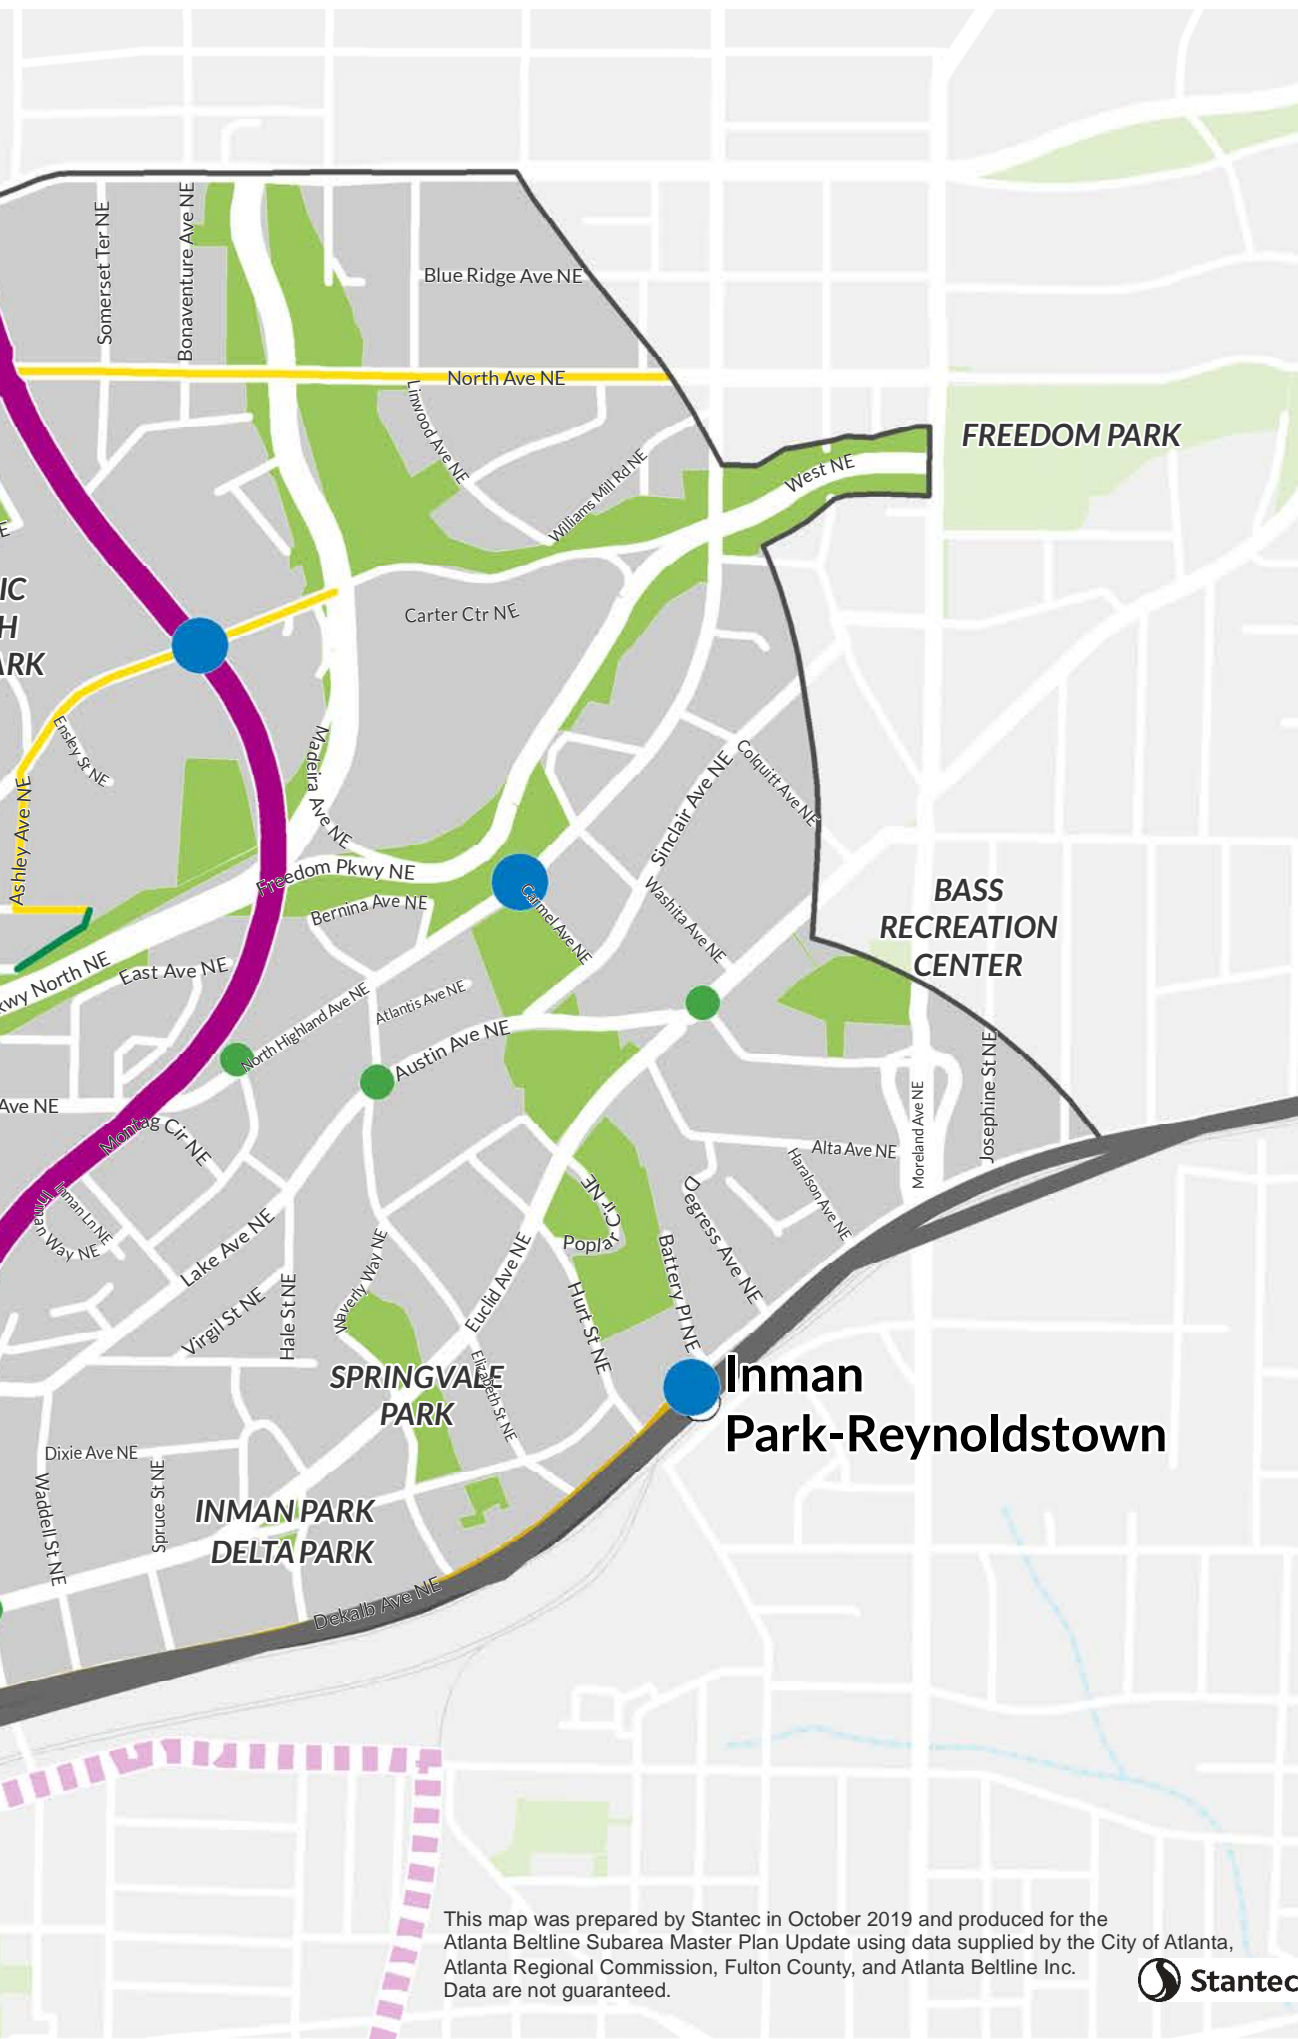 Somerset Ter NE
Bonaventure Ave NE
Blue Ridge Ave NE
North Ave NE
Linwood Ave NE
Williams Mill Rd NE
West NE
FREEDOM PARK
E
IC
H
ARK
Carter Ctr NE
Ensley St NE
Madeira Ave NE
Ashley Ave NE
Sinclair Ave NE
Colquitt Ave NE
Freedom Pkwy NE
Bernina Ave NE
Carmel Ave NE
Washita Ave NE
BASS
RECREATION
CENTER
kwy North NE
East Ave NE
North Highland Ave NE
Atlantis Ave NE
Austin Ave NE
Ave NE
Montag Cir NE
Inman Ln NE
Inman Way NE
Moreland Ave NE
Josephine St NE
Alta Ave NE
Haralson Ave NE
Degress Ave NE
Poplar Cir NE
Battery Pl NE
Lake Ave NE
Virgil St NE
Hale St NE
Waverly Way NE
Euclid Ave NE
Hurt St NE
Elizabeth St NE
SPRINGVALE
PARK
Inman
Park-Reynoldstown
Dixie Ave NE
Waddell St NE
Spruce St NE
INMAN PARK
DELTA PARK
Dekalb Ave NE
This map was prepared by Stantec in October 2019 and produced for the
Atlanta Beltline Subarea Master Plan Update using data supplied by the City of Atlanta,
Atlanta Regional Commission, Fulton County, and Atlanta Beltline Inc.
Data are not guaranteed.
Stantec